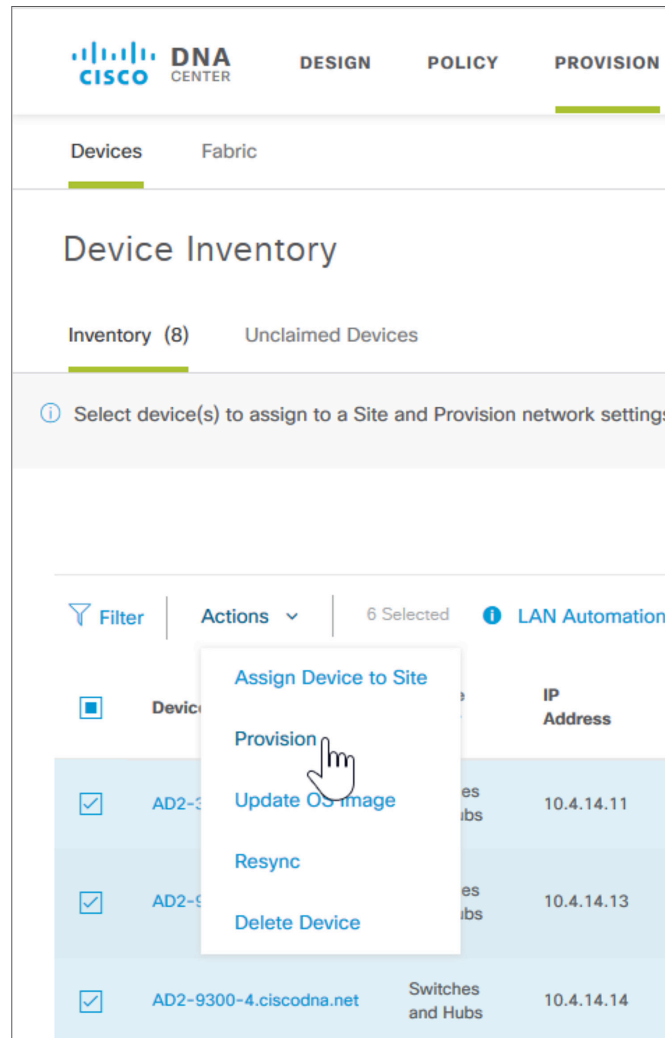 CISCO DNA CENTER DESIGN POLICY PROVISION
Devices Fabric
Device Inventory
Inventory (8) Unclaimed Devices
Select device(s) to assign to a Site and Provision network settings
Filter Actions 6 Selected LAN Automation
Assign Device to Site
IP
Address
Provision
Update OS Image 10.4.14.11
Resync
10.4.14.13
Delete Device
AD2-9300-4.ciscodna.net Switches and Hubs 10.4.14.14